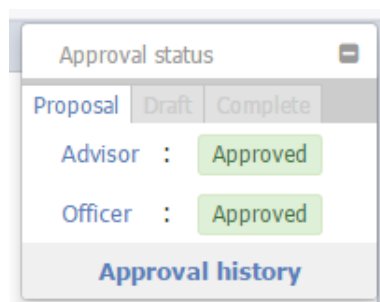 Approval status
Proposal Draft Complete
Advisor : Approved
Officer : Approved
Approval history